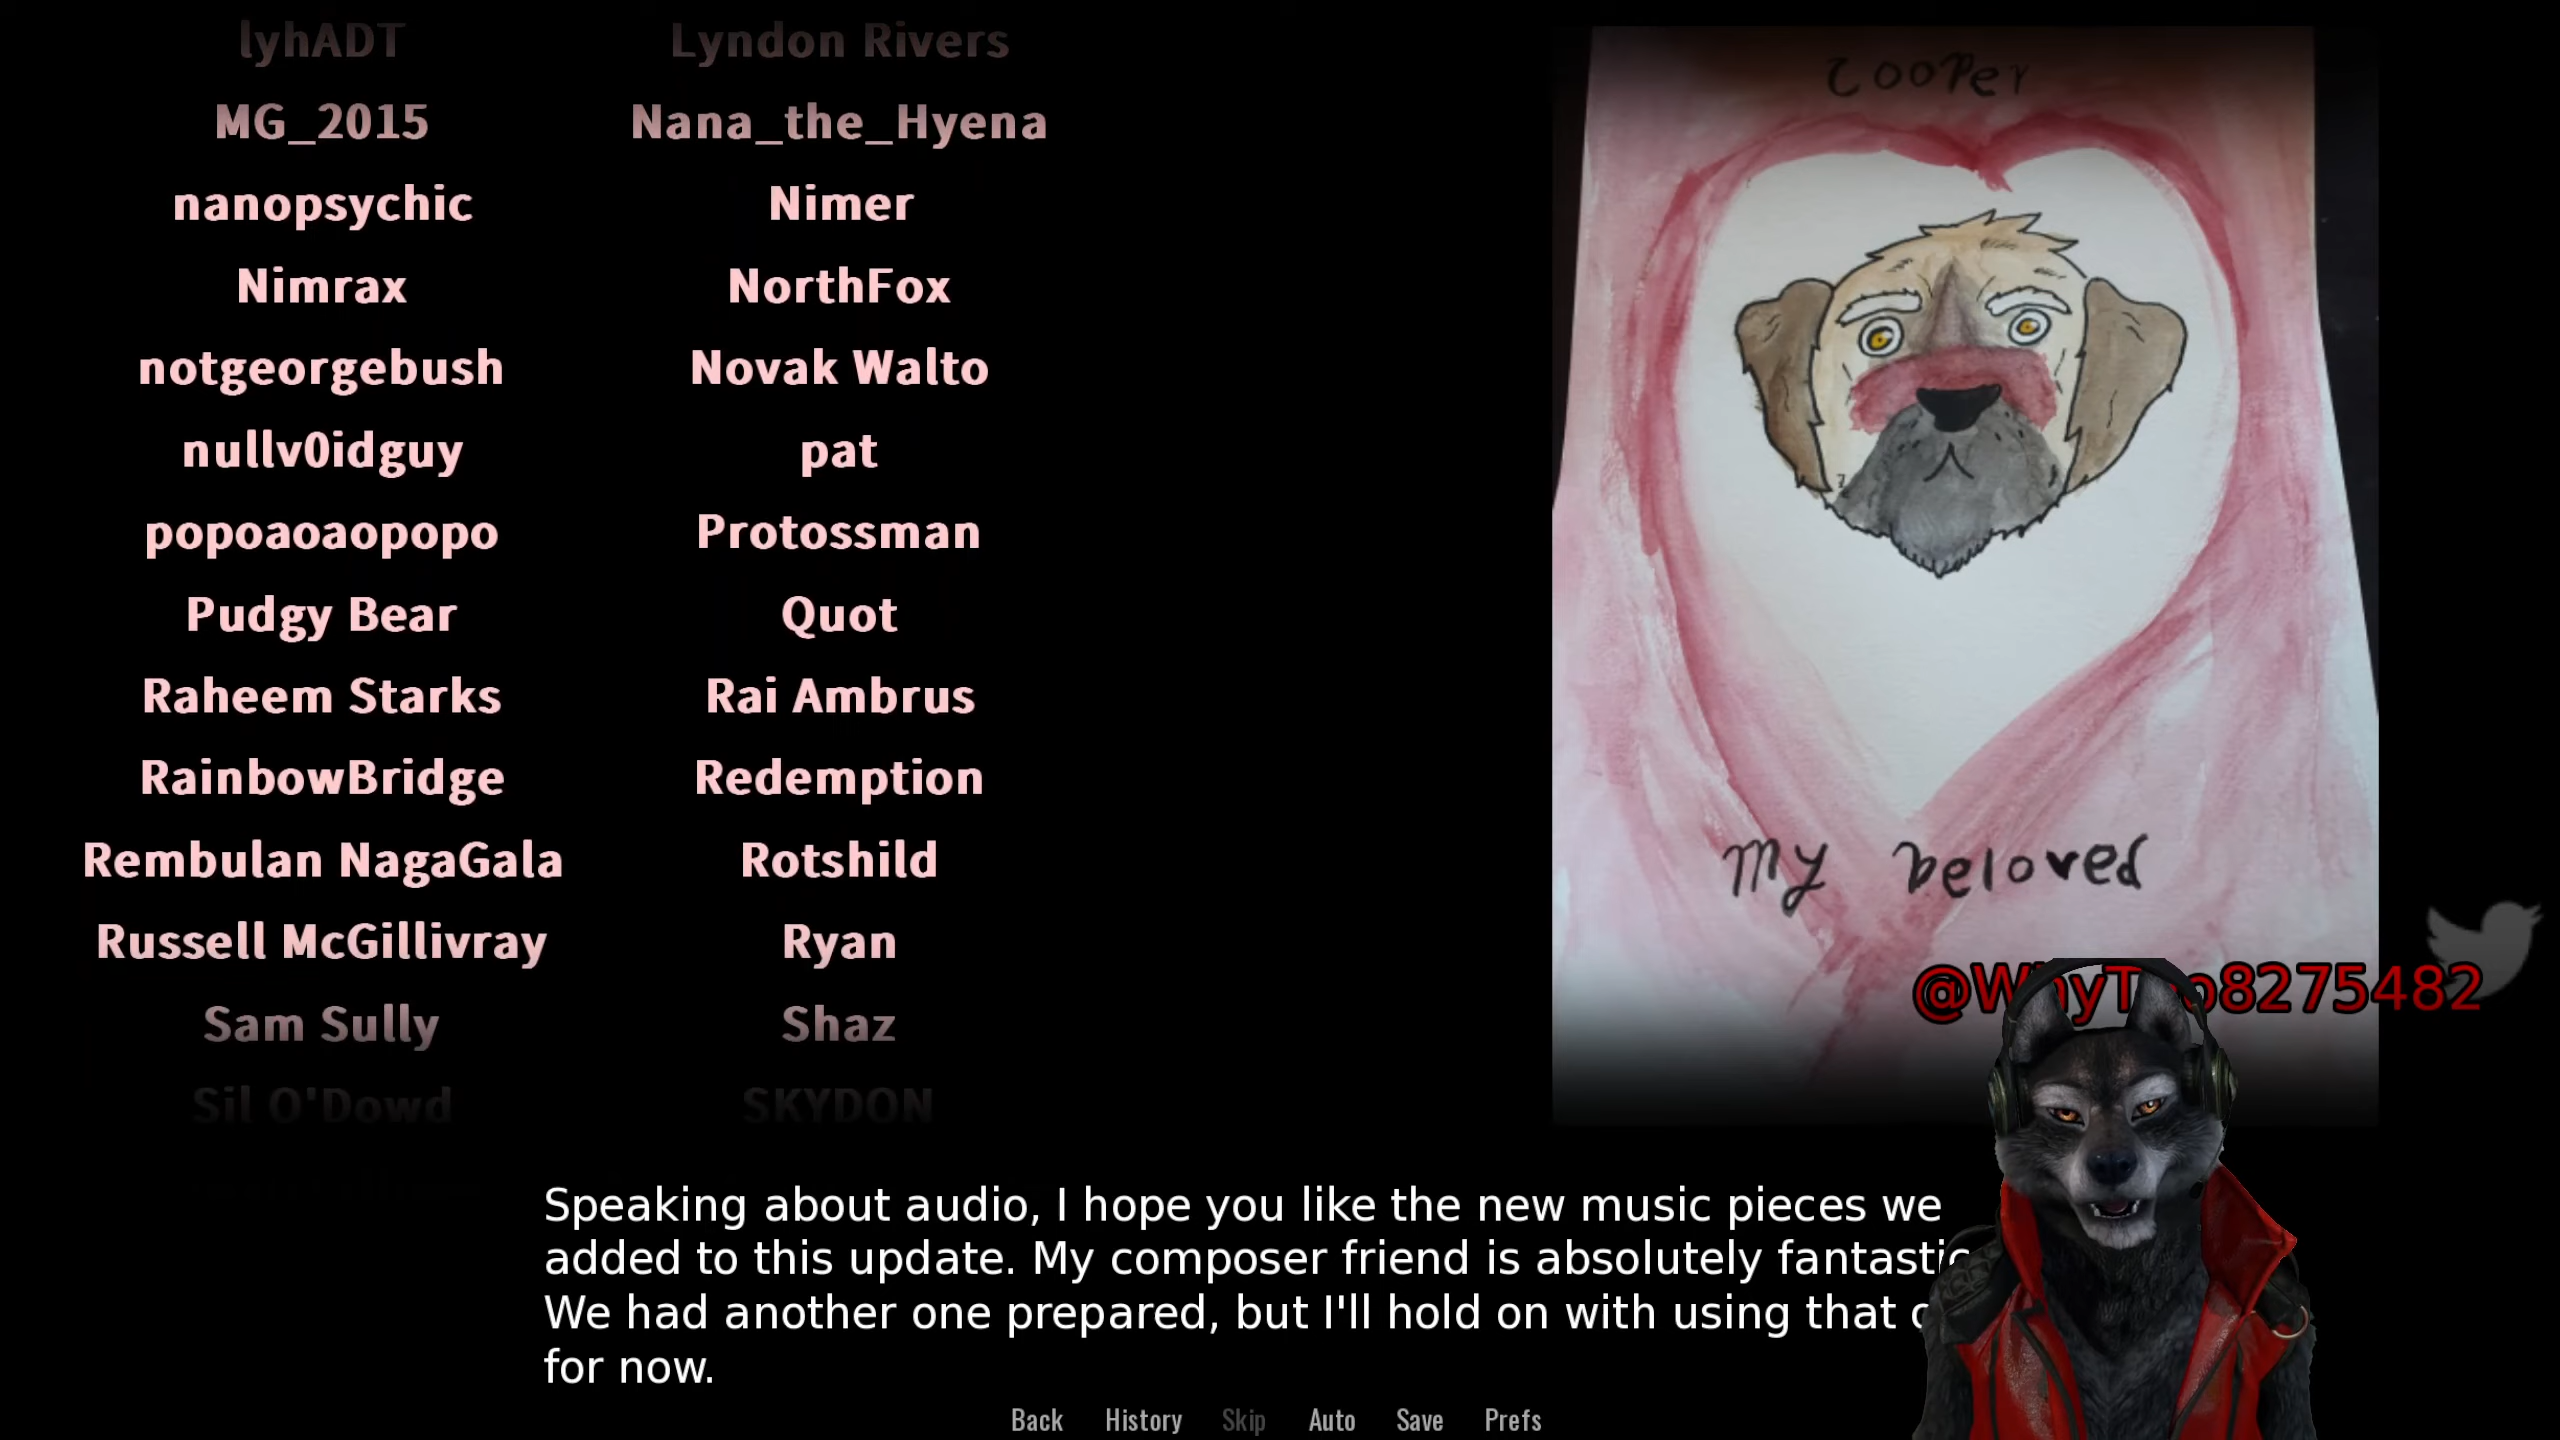 lyhADT
MG_2015
nanopsychic
Nimrax
notgeorgebush
nullv0idguy
popoaoaopopo
Pudgy Bear
Raheem Starks
RainbowBridge
Rembulan NagaGala
Russell McGillivray
Sam Sully
Sil O'Dowd
Lyndon Rivers
Nana_the_Hyena
Nimer
NorthFox
Novak Walto
pat
Protossman
Quot
Rai Ambrus
Redemption
Rotshild
Ryan
Shaz
SKYDON
Cooper
My beloved
Speaking about audio, I hope you like the new music pieces we
added to this update. My composer friend is absolutely fantastic
We had another one prepared, but I'll hold on with using that
for now.
Back History Skip Auto Save Prefs